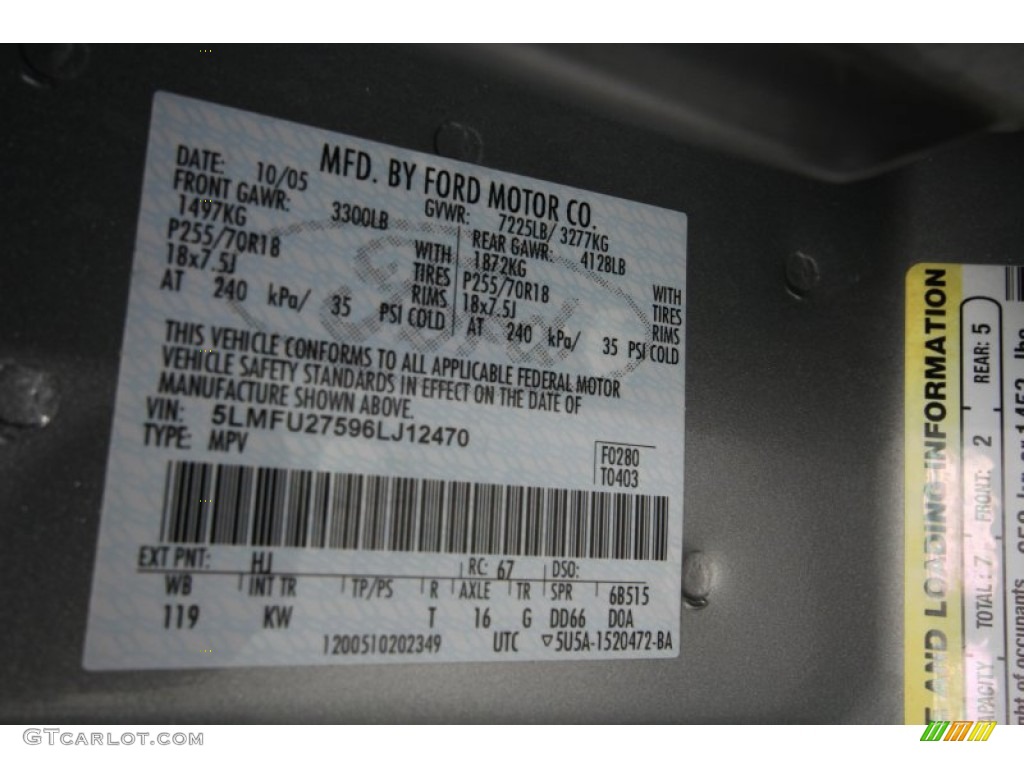 MFD. BY FORD MOTOR CO.
DATE: 10/05 GVWR: 7225LB/ 3277KG
FRONT GAWR: 3300LB REAR GAWR: 4128LB
1497KG 1872KG
P255/70R18 WITH TIRES P255/70R18 WITH TIRES
18x7.5J RIMS 18x7.5J RIMS
AT 240 kPa/ 35 PSI COLD AT 240 kPa/ 35 PSI COLD
Ford
THIS VEHICLE CONFORMS TO ALL APPLICABLE FEDERAL MOTOR
VEHICLE SAFETY STANDARDS IN EFFECT ON THE DATE OF
MANUFACTURE SHOWN ABOVE.
VIN: 5LMFU27596LJ12470
TYPE: MPV
F0280
T0403
EXT PNT: HJ RC: 67 DSO:
WB INT TR TP/PS R AXLE TR SPR 6B515
119 KW T 16 G DD66 D0A
1200510202349 UTC ▽5U5A-1520472-BA
AND LOADING INFORMATION
TOTAL: 7 FRONT: 2 REAR: 5
of occupants
GTcarlot.com